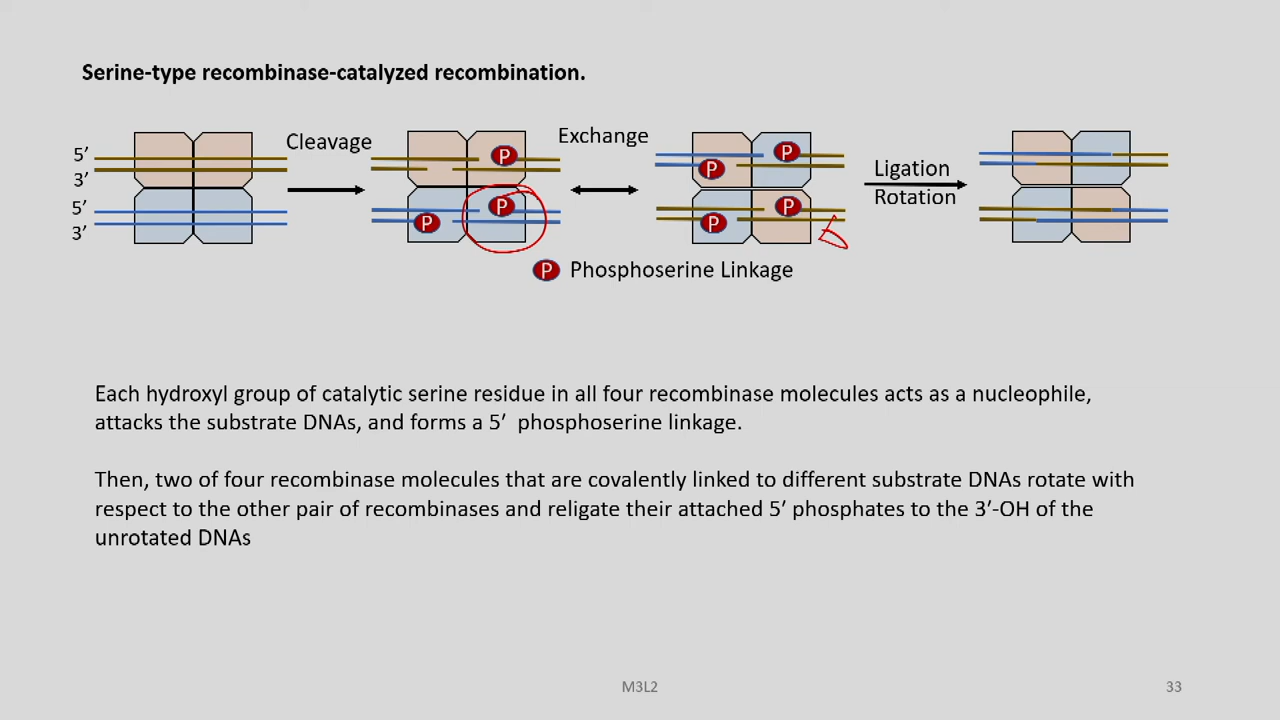 Serine-type recombinase-catalyzed recombination.
Cleavage
Exchange
Ligation
Rotation
5′
3′
5′
3′
P
P
P
P
P
P
P
P Phosphoserine Linkage
Each hydroxyl group of catalytic serine residue in all four recombinase molecules acts as a nucleophile,
attacks the substrate DNAs, and forms a 5′ phosphoserine linkage.
Then, two of four recombinase molecules that are covalently linked to different substrate DNAs rotate with
respect to the other pair of recombinases and religate their attached 5′ phosphates to the 3′-OH of the
unrotated DNAs
M3L2
33